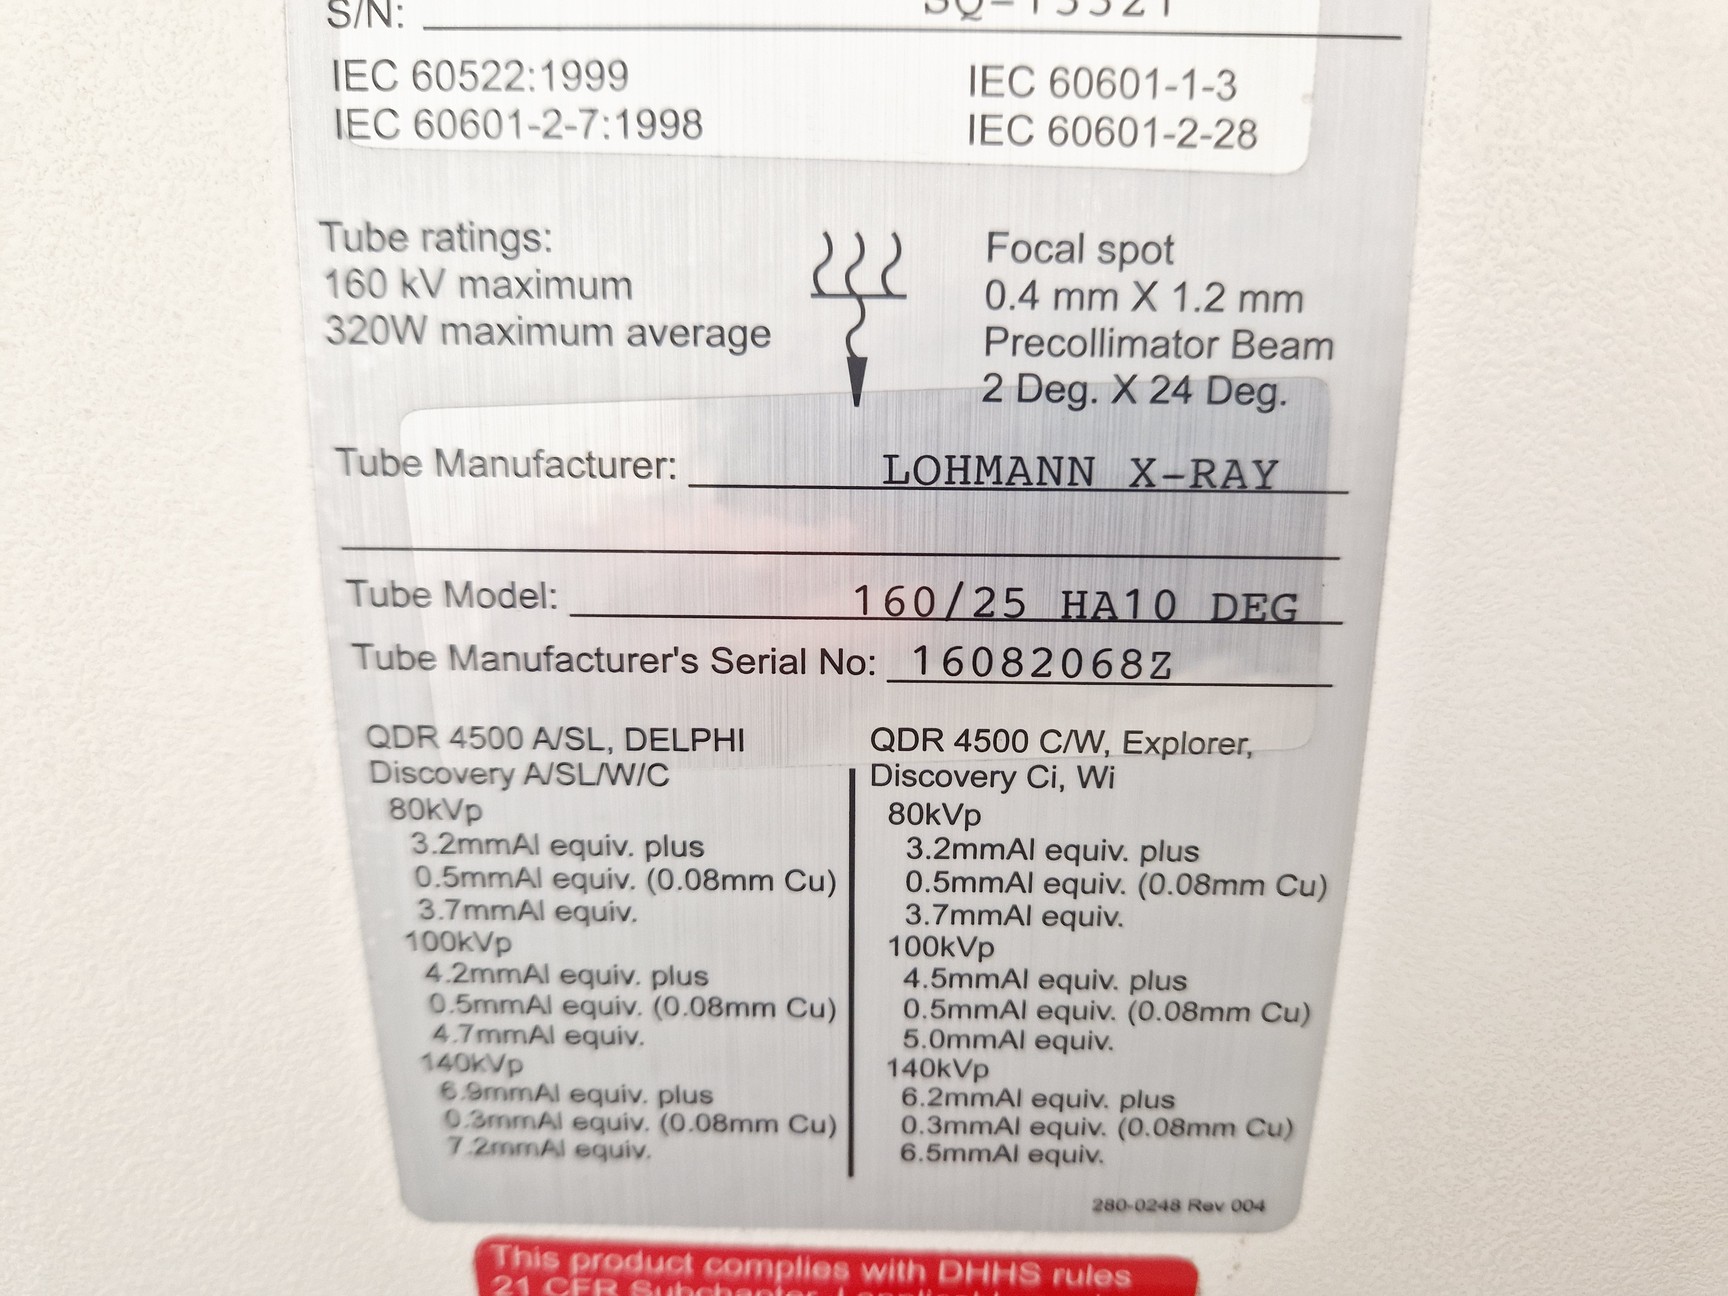 S/N:
IEC 60522:1999 IEC 60601-1-3
IEC 60601-2-7:1998 IEC 60601-2-28
Tube ratings:
160 kV maximum
320W maximum average
Focal spot
0.4 mm X 1.2 mm
Precollimator Beam
2 Deg. X 24 Deg.
Tube Manufacturer: LOHMANN X-RAY
Tube Model: 160/25 HA10 DEG
Tube Manufacturer's Serial No: 16082068Z
QDR 4500 A/SL, DELPHI
Discovery A/SL/W/C
80kVp
3.2mmAl equiv. plus
0.5mmAl equiv. (0.08mm Cu)
3.7mmAl equiv.
100kVp
4.2mmAl equiv. plus
0.5mmAl equiv. (0.08mm Cu)
4.7mmAl equiv.
140kVp
6.9mmAl equiv. plus
0.3mmAl equiv. (0.08mm Cu)
7.2mmAl equiv.
QDR 4500 C/W, Explorer,
Discovery Ci, Wi
80kVp
3.2mmAl equiv. plus
0.5mmAl equiv. (0.08mm Cu)
3.7mmAl equiv.
100kVp
4.5mmAl equiv. plus
0.5mmAl equiv. (0.08mm Cu)
5.0mmAl equiv.
140kVp
6.2mmAl equiv. plus
0.3mmAl equiv. (0.08mm Cu)
6.5mmAl equiv.
280-0248 Rev 004
This product complies with DHHS rules
21 CFR Subchapter